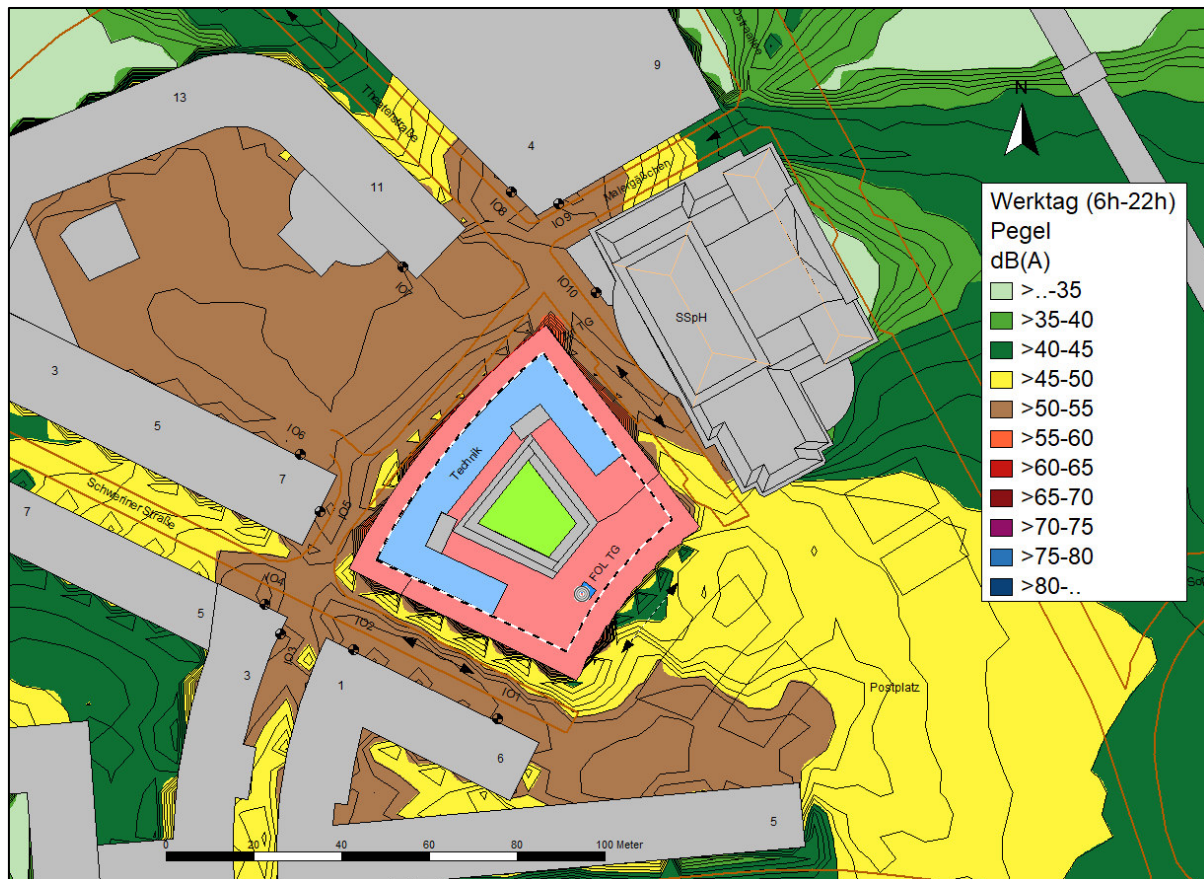 Ostra-Allee
9
13
Theaterstraße
N
4
Malergäßchen
11
IO8
IO9
Werktag (6h-22h)
Pegel
dB(A)
>..-35
>35-40
>40-45
>45-50
>50-55
>55-60
>60-65
>65-70
>70-75
>75-80
>80-..
IO7
IO10
SSpH
TG
3
5
IO6
7
Technik
Schweriner Straße
7
IO5
FOL TG
IO4
5
IO2
IO3
3
1
IO1
Postplatz
6
5
0 20 40 60 80 100 Meter